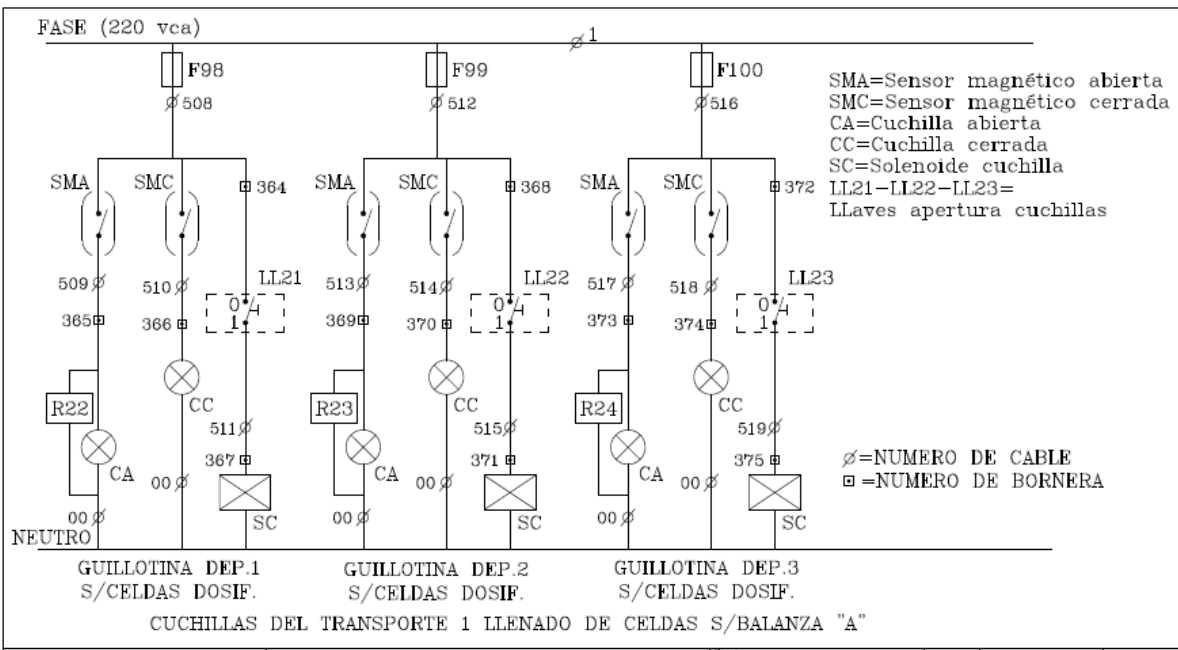 FASE (220 vca)
1
F98
F99
F100
508
512
516
SMA=Sensor magnético abierta
SMC=Sensor magnético cerrada
CA=Cuchilla abierta
CC=Cuchilla cerrada
SC=Solenoide cuchilla
LL21-LL22-LL23=
LLaves apertura cuchillas
SMA
SMC
364
SMA
SMC
368
SMA
SMC
372
509
510
LL21
0
1
365
366
513
514
LL22
0
1
369
370
517
518
LL23
0
1
373
374
R22
CC
511
367
CA
00
SC
00
R23
CC
515
371
CA
00
SC
00
R24
CC
519
375
CA
00
SC
00
Ø=NUMERO DE CABLE
=NUMERO DE BORNERA
NEUTRO
GUILLOTINA DEP.1
S/CELDAS DOSIF.
GUILLOTINA DEP.2
S/CELDAS DOSIF.
GUILLOTINA DEP.3
S/CELDAS DOSIF.
CUCHILLAS DEL TRANSPORTE 1 LLENADO DE CELDAS S/BALANZA "A"